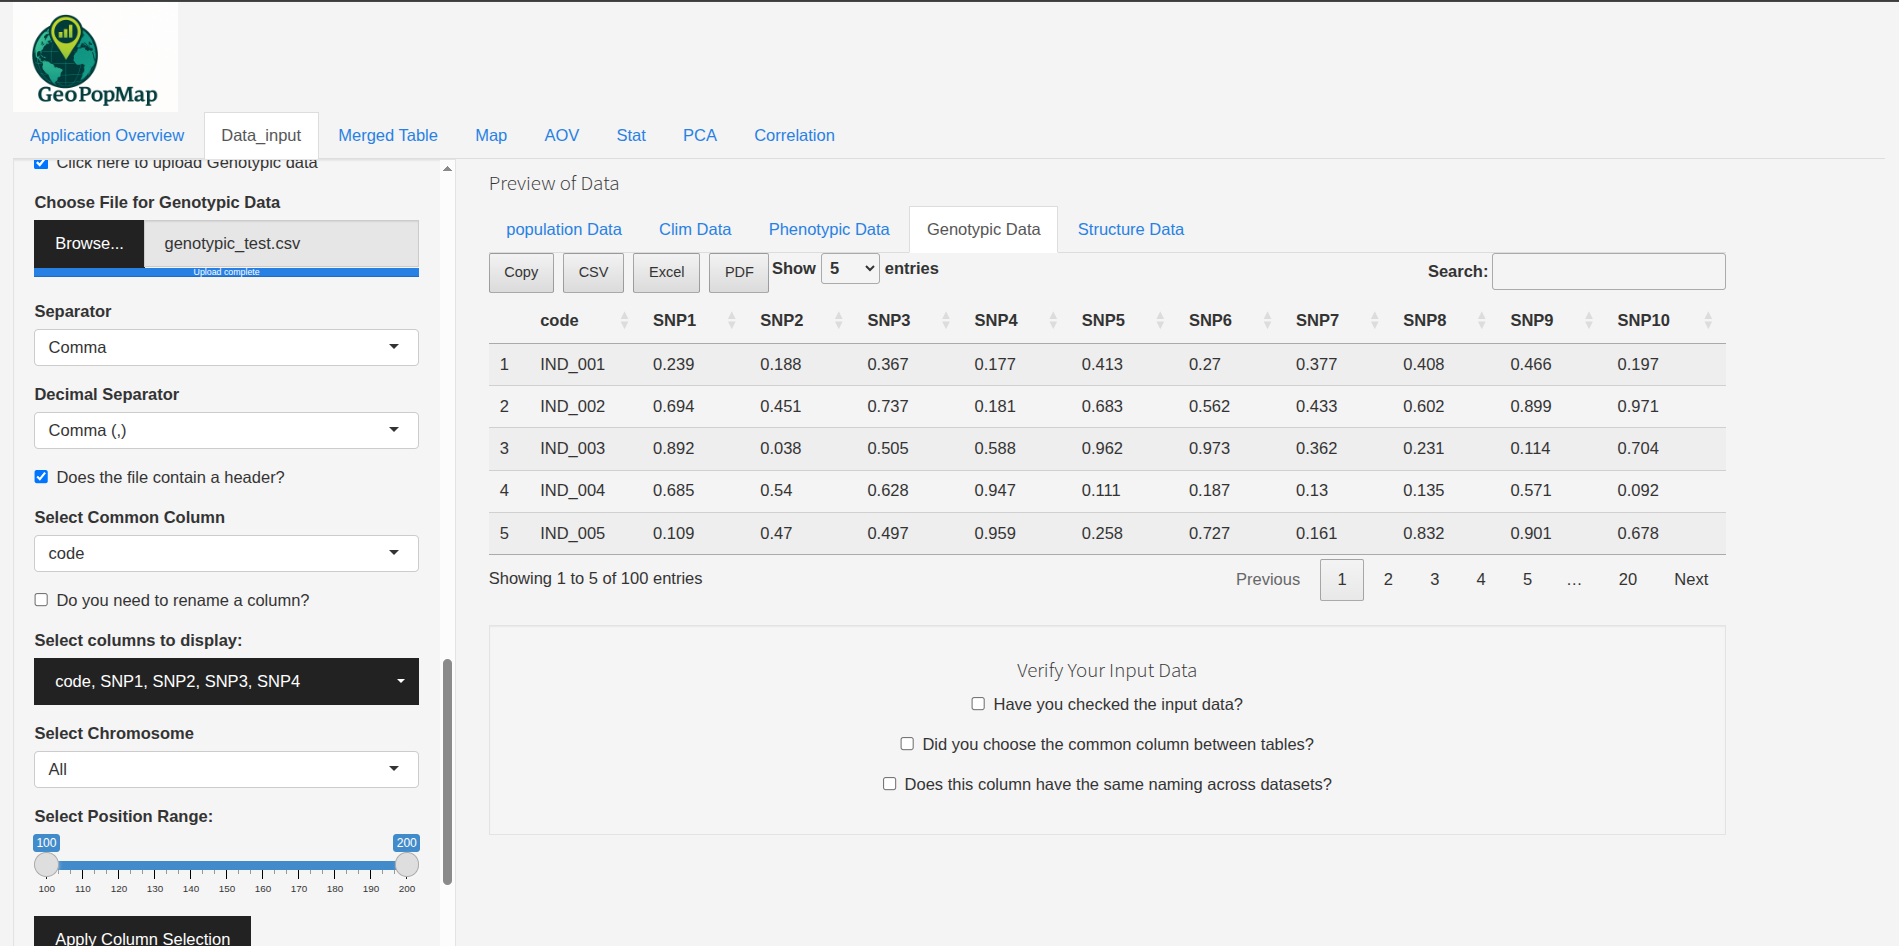 GeoPopMap
Application Overview Data_input Merged Table Map AOV Stat PCA Correlation
Click here to upload Genotypic data
Choose File for Genotypic Data
Browse... genotypic_test.csv
Upload complete
Separator
Comma
Decimal Separator
Comma (,)
Does the file contain a header?
Select Common Column
code
Do you need to rename a column?
Select columns to display:
code, SNP1, SNP2, SNP3, SNP4
Select Chromosome
All
Select Position Range:
100 200
100 110 120 130 140 150 160 170 180 190 200
Apply Column Selection
Preview of Data
population Data Clim Data Phenotypic Data Genotypic Data Structure Data
Copy CSV Excel PDF Show 5 entries Search:
code SNP1 SNP2 SNP3 SNP4 SNP5 SNP6 SNP7 SNP8 SNP9 SNP10
1 IND_001 0.239 0.188 0.367 0.177 0.413 0.27 0.377 0.408 0.466 0.197
2 IND_002 0.694 0.451 0.737 0.181 0.683 0.562 0.433 0.602 0.899 0.971
3 IND_003 0.892 0.038 0.505 0.588 0.962 0.973 0.362 0.231 0.114 0.704
4 IND_004 0.685 0.54 0.628 0.947 0.111 0.187 0.13 0.135 0.571 0.092
5 IND_005 0.109 0.47 0.497 0.959 0.258 0.727 0.161 0.832 0.901 0.678
Showing 1 to 5 of 100 entries Previous 1 2 3 4 5 … 20 Next
Verify Your Input Data
Have you checked the input data?
Did you choose the common column between tables?
Does this column have the same naming across datasets?